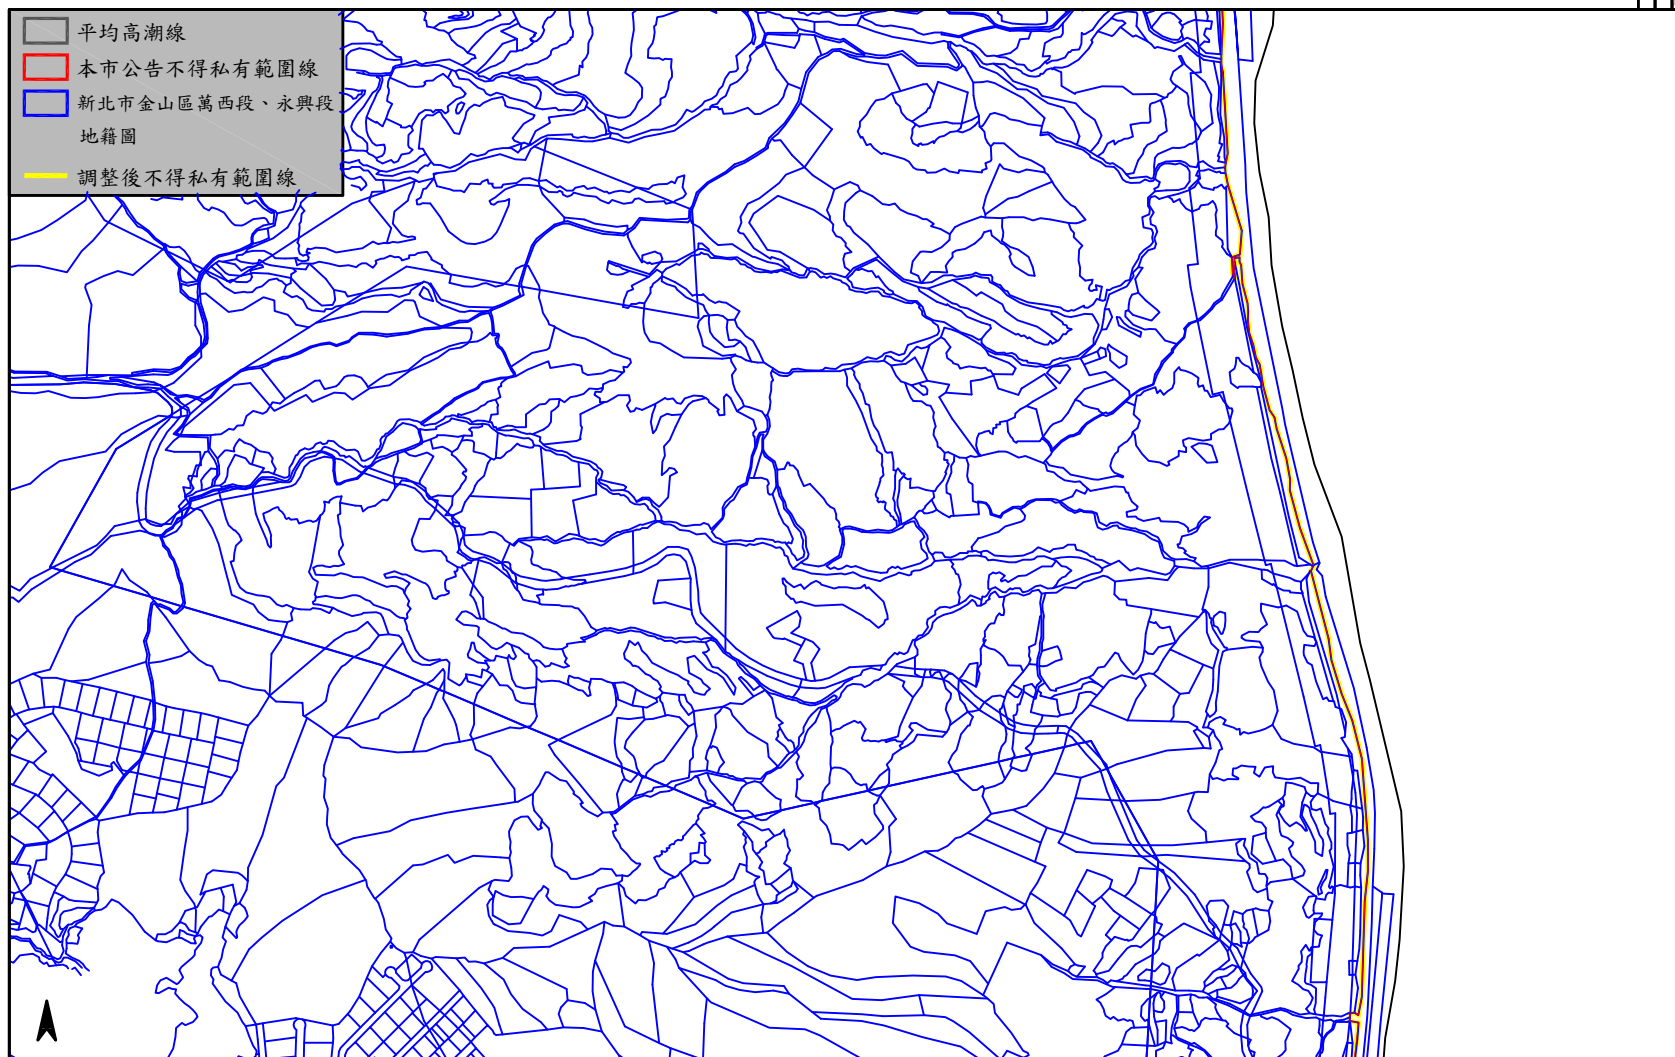 平均高潮線
本市公告不得私有範圍線
新北市金山區萬西段、永興段
地籍圖
調整後不得私有範圍線